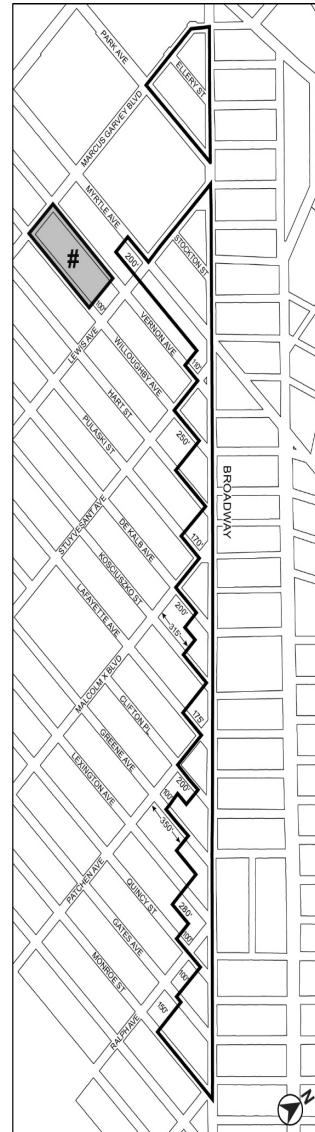 PARK AVE
ELLERY ST
MARCUS GARVEY BLVD
MYRTLE AVE
STOCKTON ST
200'
#
100'
LEWIS AVE
VERNON AVE
110'
WILLOUGHBY AVE
HART ST
250'
PULASKI ST
BROADWAY
STUYVESANT AVE
170'
DE KALB AVE
KOSCIUSZKO ST
200'
315'
LAFAYETTE AVE
MALCOLM X BLVD
175'
CLIFTON PL
GREENE AVE
200'
100'
LEXINGTON AVE
350'
PATCHEN AVE
QUINCY ST
280'
GATES AVE
100'
MONROE ST
100'
150'
RALPH AVE
N